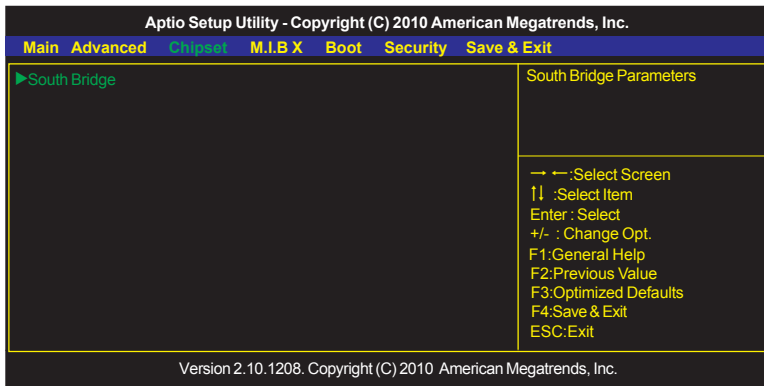 Aptio Setup Utility - Copyright (C) 2010 American Megatrends, Inc.
Main Advanced Chipset M.I.B X Boot Security Save & Exit
▶South Bridge
South Bridge Parameters
→ ←:Select Screen
↑↓ :Select Item
Enter : Select
+/- : Change Opt.
F1:General Help
F2:Previous Value
F3:Optimized Defaults
F4:Save & Exit
ESC:Exit
Version 2.10.1208. Copyright (C) 2010 American Megatrends, Inc.